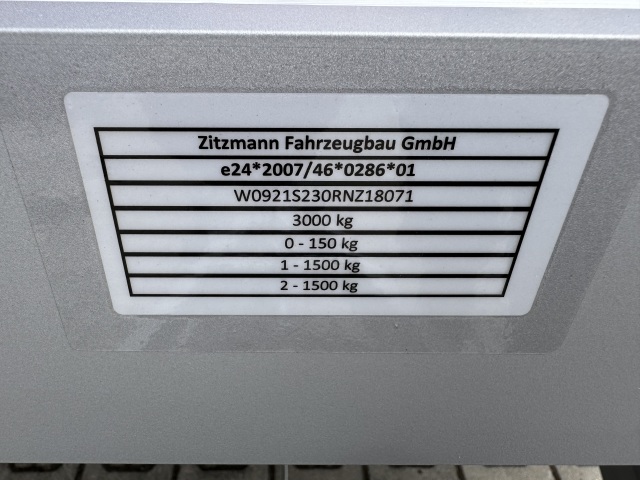 Zitzmann Fahrzeugbau GmbH
e24*2007/46*0286*01
W0921S230RNZ18071
3000 kg
0 - 150 kg
1 - 1500 kg
2 - 1500 kg